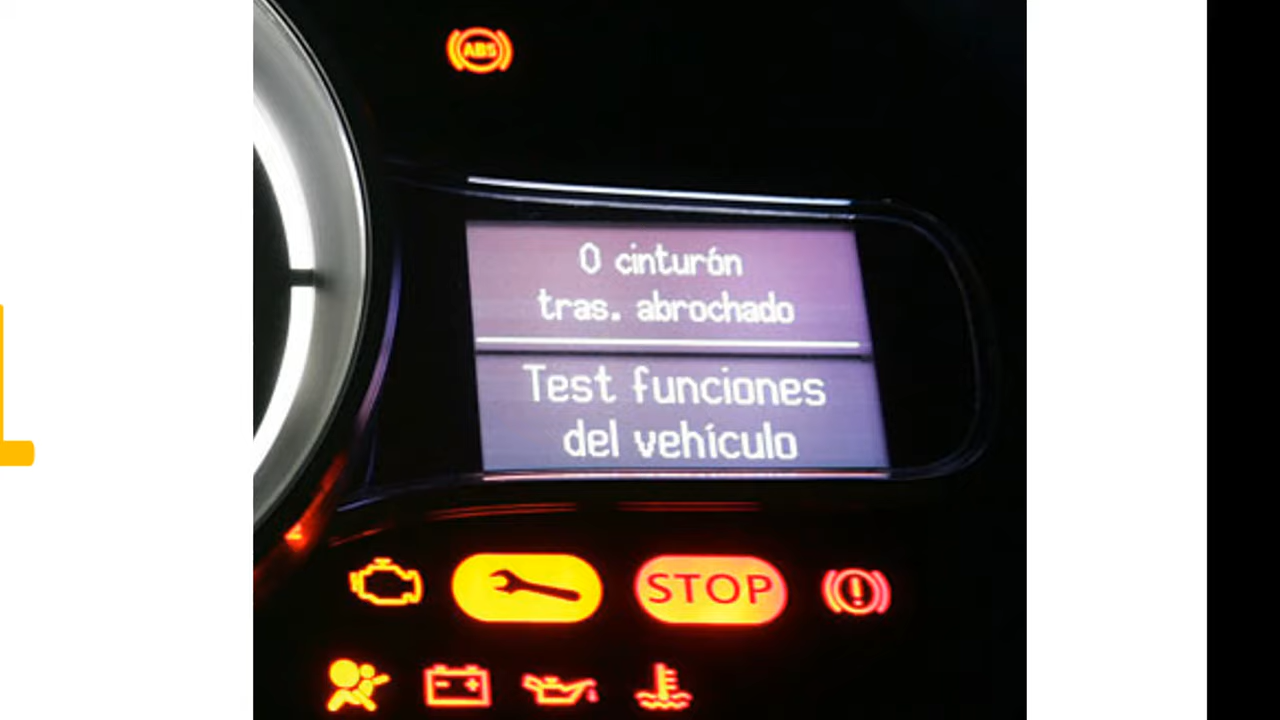 ABS
0 cinturón
tras. abrochado
Test funciones
del vehículo
STOP